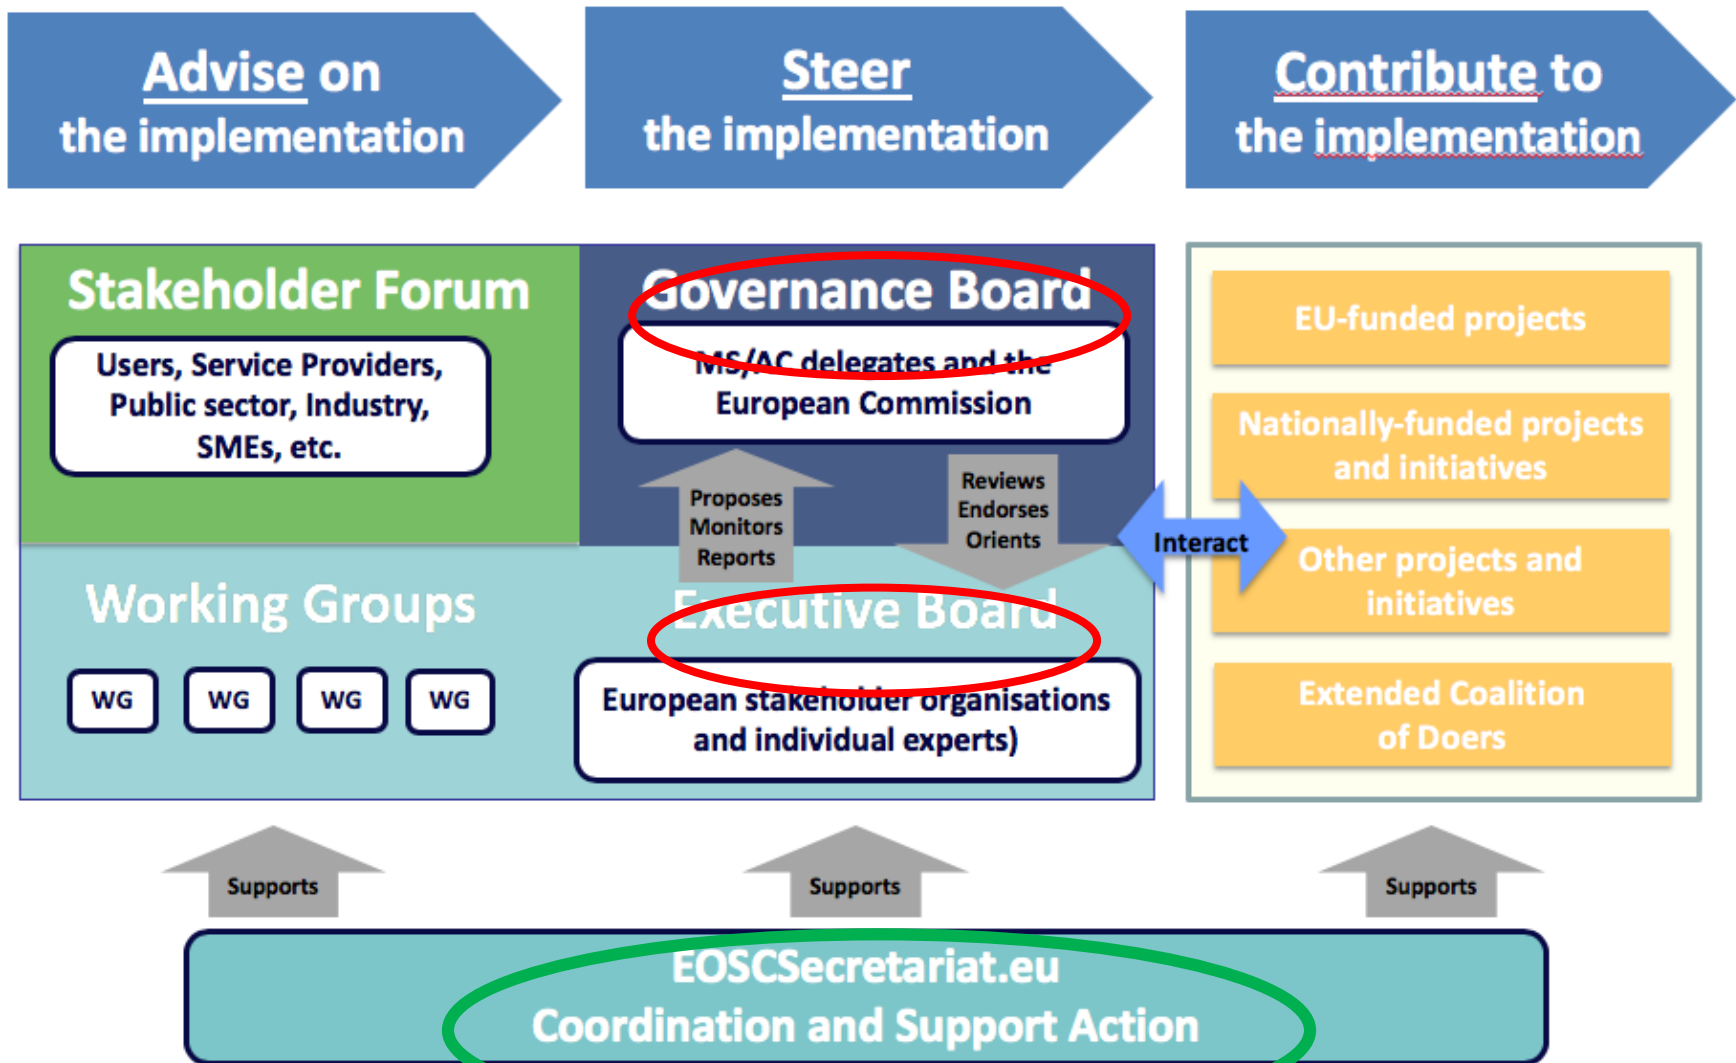 Advise on
the implementation
Steer
the implementation
Contribute to
the implementation
Stakeholder Forum
Users, Service Providers,
Public sector, Industry,
SMEs, etc.
Governance Board
MS/AC delegates and the
European Commission
Proposes
Monitors
Reports
Reviews
Endorses
Orients
Working Groups
WG
WG
WG
WG
Executive Board
European stakeholder organisations
and individual experts)
Interact
EU-funded projects
Nationally-funded projects
and initiatives
Other projects and
initiatives
Extended Coalition
of Doers
Supports
Supports
Supports
EOSCSecretariat.eu
Coordination and Support Action